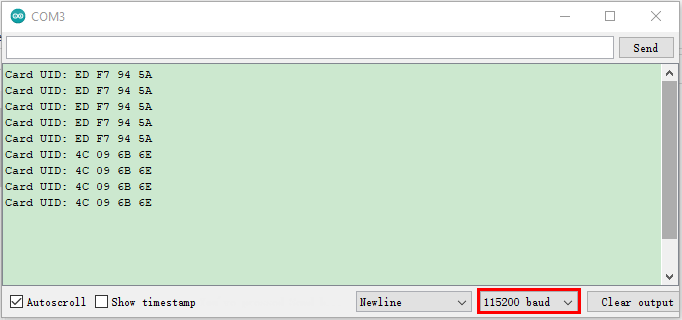 COM3
Send
Card UID: ED F7 94 5A
Card UID: ED F7 94 5A
Card UID: ED F7 94 5A
Card UID: ED F7 94 5A
Card UID: ED F7 94 5A
Card UID: 4C 09 6B 6E
Card UID: 4C 09 6B 6E
Card UID: 4C 09 6B 6E
Card UID: 4C 09 6B 6E
Autoscroll Show timestamp Newline 115200 baud Clear output